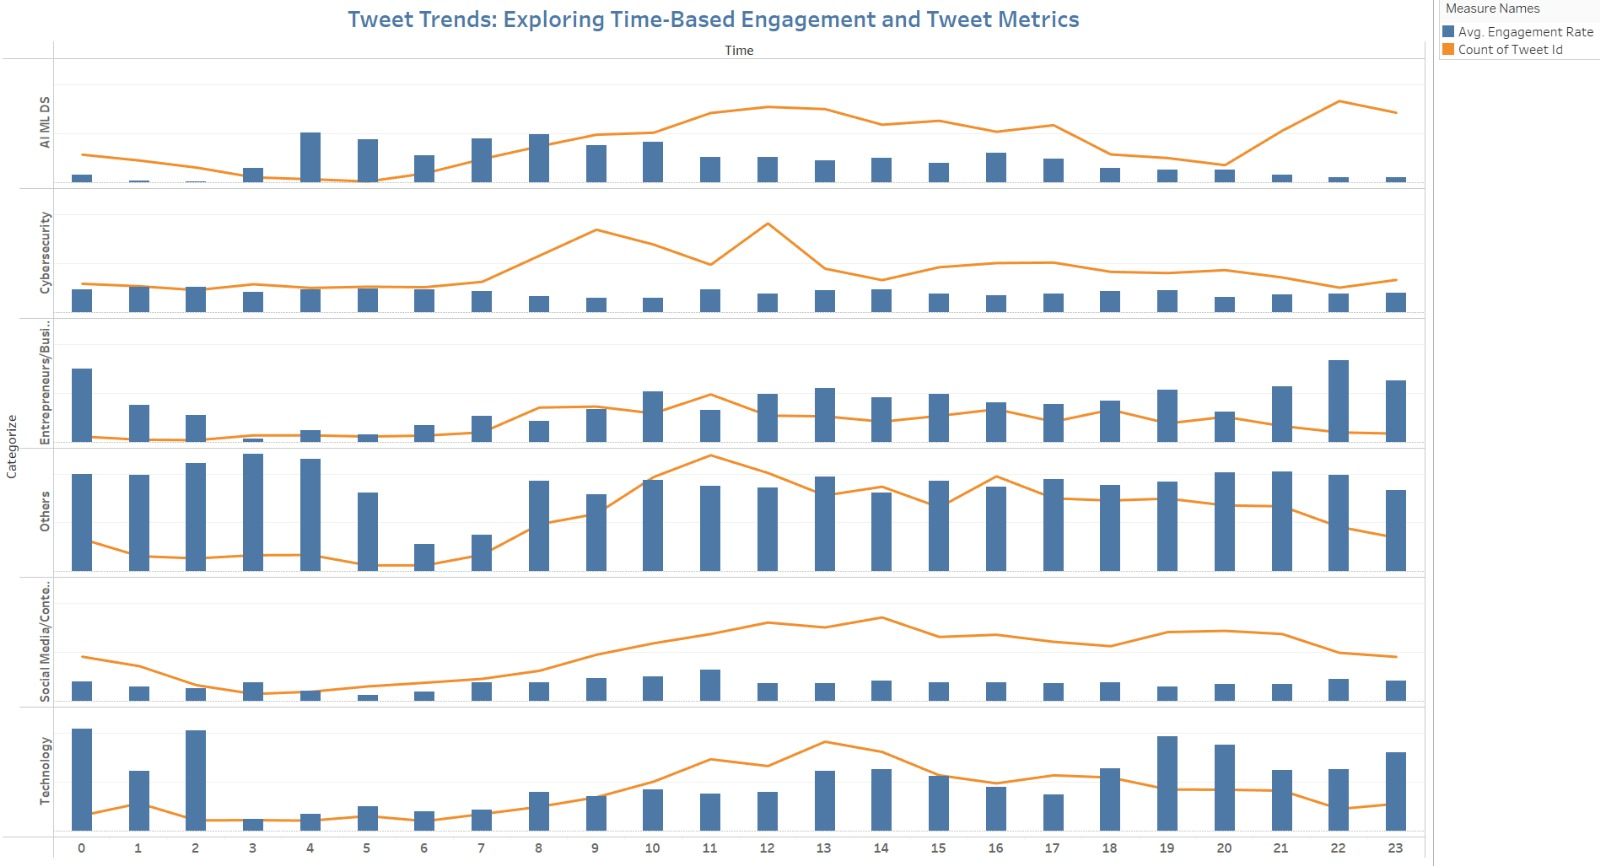 Tweet Trends: Exploring Time-Based Engagement and Tweet Metrics
Measure Names
Avg. Engagement Rate
Count of Tweet Id
Time
Categorize
AI ML DS
Cybersecurity
Entrepreneurs/Busi..
Others
Social Media/Conte..
Technology
0 1 2 3 4 5 6 7 8 9 10 11 12 13 14 15 16 17 18 19 20 21 22 23